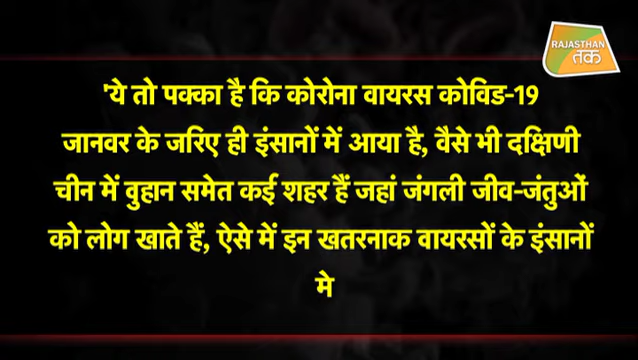 RAJASTHAN
तक
'ये तो पक्का है कि कोरोना वायरस कोविड-19
जानवर के जरिए ही इंसानों में आया है, वैसे भी दक्षिणी
चीन में वुहान समेत कई शहर हैं जहां जंगली जीव-जंतुओं
को लोग खाते हैं, ऐसे में इन खतरनाक वायरसों के इंसानों
मे